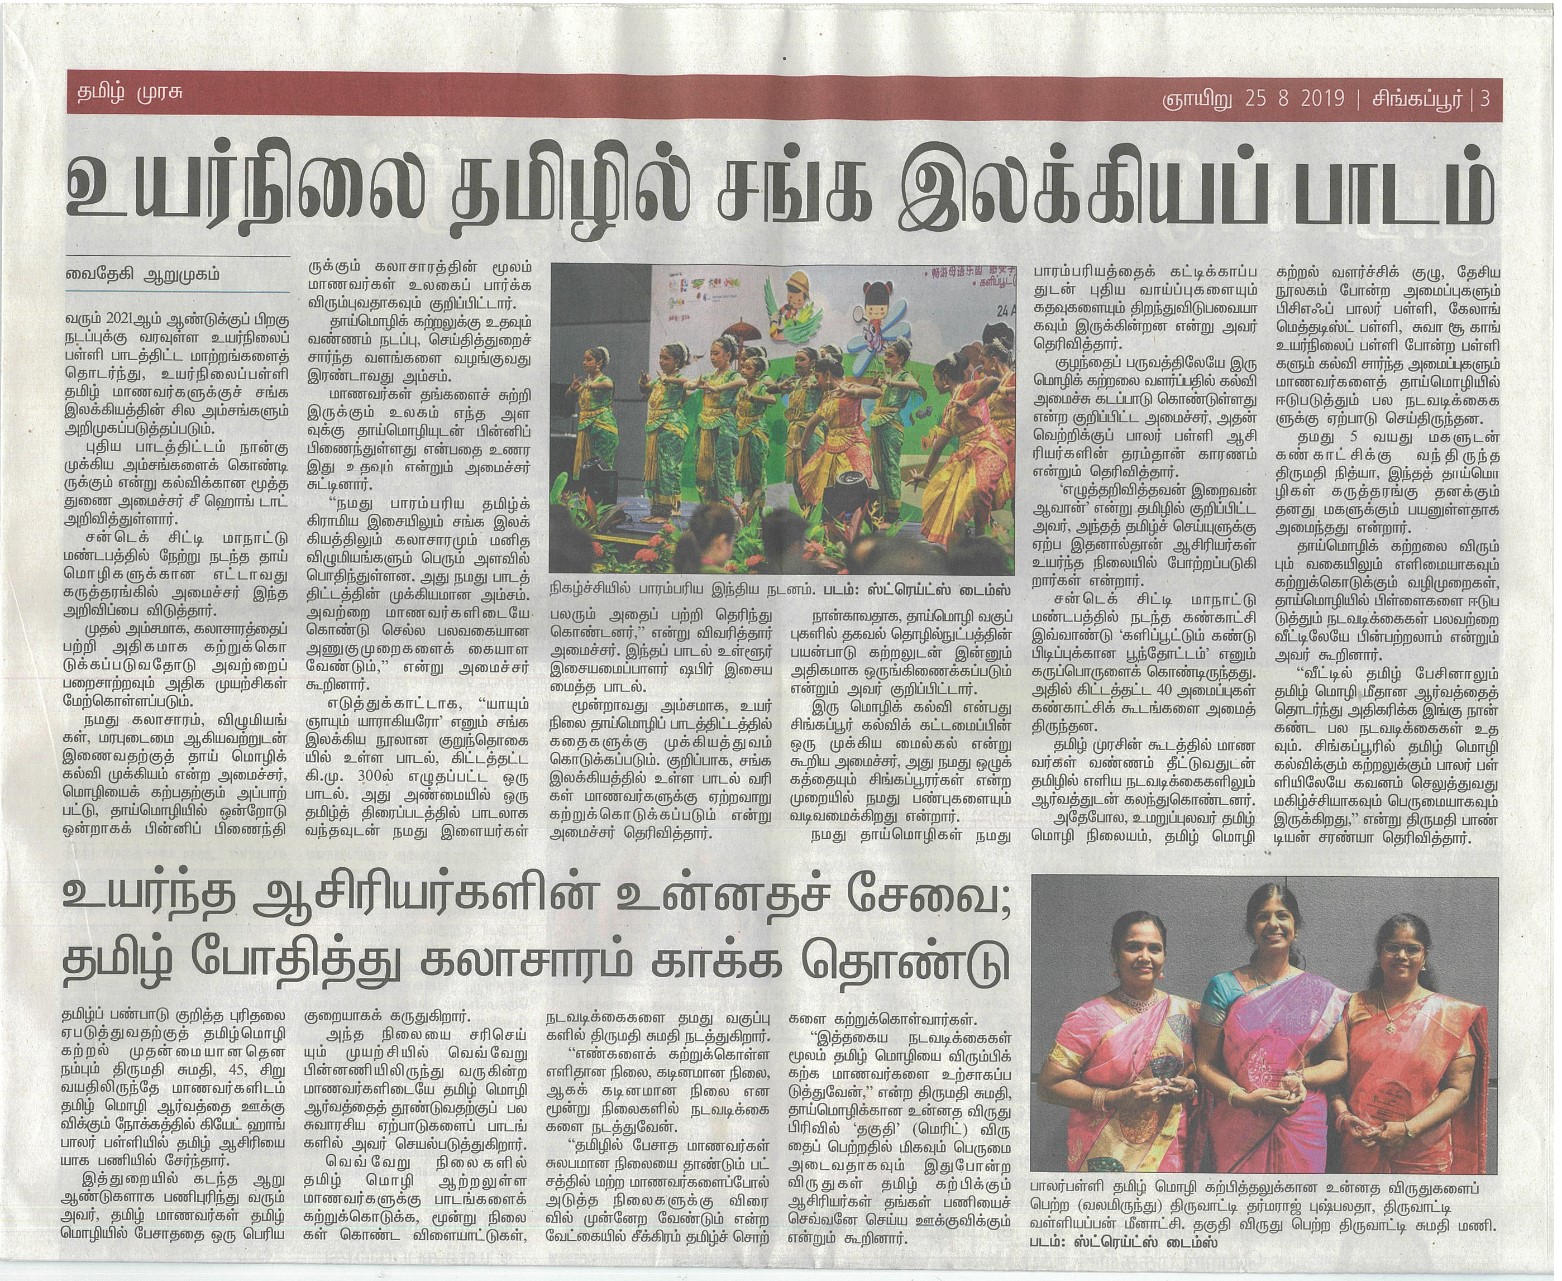 தமிழ் முரசு
ஞாயிறு 25 8 2019 | சிங்கப்பூர் | 3
உயர்நிலை தமிழில் சங்க இலக்கியப் பாடம்
வைதேகி ஆறுமுகம்
வரும் 2021ஆம் ஆண்டுக்குப் பிறகு
நடப்புக்கு வரவுள்ள உயர்நிலைப்
பள்ளி பாடத்திட்ட மாற்றங்களைத்
தொடர்ந்து, உயர்நிலைப்பள்ளி
தமிழ் மாணவர்களுக்குச் சங்க
இலக்கியத்தின் சில அம்சங்களும்
அறிமுகப்படுத்தப்படும்.
புதிய பாடத்திட்டம் நான்கு
முக்கிய அம்சங்களைக் கொண்டி
ருக்கும் என்று கல்விக்கான மூத்த
துணை அமைச்சர் சீ ஹொங் டாட்
அறிவித்துள்ளார்.
சன்டெக் சிட்டி மாநாட்டு
மண்டபத்தில் நேற்று நடந்த தாய்
மொழிகளுக்கான எட்டாவது
கருத்தரங்கில் அமைச்சர் இந்த
அறிவிப்பை விடுத்தார்.
முதல் அம்சமாக, கலாசாரத்தைப்
பற்றி அதிகமாக கற்றுக்கொ
டுக்கப்படுவதோடு அவற்றைப்
பறைசாற்றவும் அதிக முயற்சிகள்
மேற்கொள்ளப்படும்.
நமது கலாசாரம், விழுமியங்
கள், மரபுடைமை ஆகியவற்றுடன்
இணைவதற்குத் தாய் மொழிக்
கல்வி முக்கியம் என்ற அமைச்சர்,
மொழியைக் கற்பதற்கும் அப்பாற்
பட்டு, தாய்மொழியில் ஒன்றோடு
ஒன்றாகக் பின்னிப் பிணைந்தி
ருக்கும் கலாசாரத்தின் மூலம்
மாணவர்கள் உலகைப் பார்க்க
விரும்புவதாகவும் குறிப்பிட்டார்.
தாய்மொழிக் கற்றலுக்கு உதவும்
வண்ணம் நடப்பு, செய்தித்துறைச்
சார்ந்த வளங்களை வழங்குவது
இரண்டாவது அம்சம்.
மாணவர்கள் தங்களைச் சுற்றி
இருக்கும் உலகம் எந்த அள
வுக்கு தாய்மொழியுடன் பின்னிப்
பிணைந்துள்ளது என்பதை உணர
இது உதவும் என்றும் அமைச்சர்
சுட்டினார்.
“நமது பாரம்பரிய தமிழ்க்
கிராமிய இசையிலும் சங்க இலக்
கியத்திலும் கலாசாரமும் மனித
விழுமியங்களும் பெரும் அளவில்
பொதிந்துள்ளன. அது நமது பாடத்
திட்டத்தின் முக்கியமான அம்சம்.
அவற்றை மாணவர்களிடையே
கொண்டு செல்ல பலவகையான
அணுகுமுறைகளைக் கையாள
வேண்டும்,” என்று அமைச்சர்
கூறினார்.
எடுத்துக்காட்டாக, “யாயும்
ஞாயும் யாராகியரோ’ எனும் சங்க
இலக்கிய நூலான குறுந்தொகை
யில் உள்ள பாடல், கிட்டத்தட்ட
கி.மு. 300ல் எழுதப்பட்ட ஒரு
பாடல். அது அண்மையில் ஒரு
தமிழ்த் திரைப்படத்தில் பாடலாக
வந்தவுடன் நமது இளையர்கள்
24 A
நிகழ்ச்சியில் பாரம்பரிய இந்திய நடனம். படம்: ஸ்ட்ரெய்ட்ஸ் டைம்ஸ்
பலரும் அதைப் பற்றி தெரிந்து
கொண்டனர்,” என்று விவரித்தார்
அமைச்சர். இந்தப் பாடல் உள்ளூர்
இசையமைப்பாளர் ஷபிர் இசைய
மைத்த பாடல்.
மூன்றாவது அம்சமாக, உயர்
நிலை தாய்மொழிப் பாடத்திட்டத்தில்
கதைகளுக்கு முக்கியத்துவம்
கொடுக்கப்படும். குறிப்பாக, சங்க
இலக்கியத்தில் உள்ள பாடல் வரி
கள் மாணவர்களுக்கு ஏற்றவாறு
கற்றுக்கொடுக்கப்படும் என்று
அமைச்சர் தெரிவித்தார்.
நான்காவதாக, தாய்மொழி வகுப்
புகளில் தகவல் தொழில்நுட்பத்தின்
பயன்பாடு கற்றலுடன் இன்னும்
அதிகமாக ஒருங்கிணைக்கப்படும்
என்றும் அவர் குறிப்பிட்டார்.
இரு மொழிக் கல்வி என்பது
சிங்கப்பூர் கல்விக் கட்டமைப்பின்
ஒரு முக்கிய மைல்கல் என்று
கூறிய அமைச்சர், அது நமது ஒழுக்
கத்தையும் சிங்கப்பூரர்கள் என்ற
முறையில் நமது பண்புகளையும்
வடிவமைக்கிறது என்றார்.
நமது தாய்மொழிகள் நமது
பாரம்பரியத்தைக் கட்டிக்காப்ப
துடன் புதிய வாய்ப்புகளையும்
கதவுகளையும் திறந்துவிடுபவையா
கவும் இருக்கின்றன என்று அவர்
தெரிவித்தார்.
குழந்தைப் பருவத்திலேயே இரு
மொழிக் கற்றலை வளர்ப்பதில் கல்வி
அமைச்சு கடப்பாடு கொண்டுள்ளது
என்ற குறிப்பிட்ட அமைச்சர், அதன்
வெற்றிக்குப் பாலர் பள்ளி ஆசி
ரியர்களின் தரம்தான் காரணம்
என்றும் தெரிவித்தார்.
‘எழுத்தறிவித்தவன் இறைவன்
ஆவான்’ என்று தமிழில் குறிப்பிட்ட
அவர், அந்தத் தமிழ்ச் செய்யுளுக்கு
ஏற்ப இதனால்தான் ஆசிரியர்கள்
உயர்ந்த நிலையில் போற்றப்படுகி
றார்கள் என்றார்.
சன்டெக் சிட்டி மாநாட்டு
மண்டபத்தில் நடந்த கண்காட்சி
இவ்வாண்டு ‘களிப்பூட்டும் கண்டு
பிடிப்புக்கான பூந்தோட்டம்’ எனும்
கருப்பொருளைக் கொண்டிருந்தது.
அதில் கிட்டத்தட்ட 40 அமைப்புகள்
கண்காட்சிக் கூடங்களை அமைத்
திருந்தன.
தமிழ் முரசின் கூடத்தில் மாண
வர்கள் வண்ணம் தீட்டுவதுடன்
தமிழில் எளிய நடவடிக்கைகளிலும்
ஆர்வத்துடன் கலந்துகொண்டனர்.
அதேபோல, உமறுப்புலவர் தமிழ்
மொழி நிலையம், தமிழ் மொழி
கற்றல் வளர்ச்சிக் குழு, தேசிய
நூலகம் போன்ற அமைப்புகளும்
பிசிஎஃப் பாலர் பள்ளி, கேலாங்
மெத்தடிஸ்ட் பள்ளி, சுவா சூ காங்
உயர்நிலைப் பள்ளி போன்ற பள்ளி
களும் கல்வி சார்ந்த அமைப்புகளும்
மாணவர்களைத் தாய்மொழியில்
ஈடுபடுத்தும் பல நடவடிக்கைக
ளுக்கு ஏற்பாடு செய்திருந்தன.
தமது 5 வயது மகளுடன்
கண்காட்சிக்கு வந்திருந்த
திருமதி நித்யா, இந்தத் தாய்மொ
ழிகள் கருத்தரங்கு தனக்கும்
தனது மகளுக்கும் பயனுள்ளதாக
அமைந்தது என்றார்.
தாய்மொழிக் கற்றலை விரும்
பும் வகையிலும் எளிமையாகவும்
கற்றுக்கொடுக்கும் வழிமுறைகள்,
தாய்மொழியில் பிள்ளைகளை ஈடுப
டுத்தும் நடவடிக்கைகள் பலவற்றை
வீட்டிலேயே பின்பற்றலாம் என்றும்
அவர் கூறினார்.
“வீட்டில் தமிழ் பேசினாலும்
தமிழ் மொழி மீதான ஆர்வத்தைத்
தொடர்ந்து அதிகரிக்க இங்கு நான்
கண்ட பல நடவடிக்கைகள் உத
வும். சிங்கப்பூரில் தமிழ் மொழி
கல்விக்கும் கற்றலுக்கும் பாலர் பள்
ளியிலேயே கவனம் செலுத்துவது
மகிழ்ச்சியாகவும் பெருமையாகவும்
இருக்கிறது,” என்று திருமதி பாண்
டியன் சரண்யா தெரிவித்தார்.
உயர்ந்த ஆசிரியர்களின் உன்னதச் சேவை;
தமிழ் போதித்து கலாசாரம் காக்க தொண்டு
தமிழ்ப் பண்பாடு குறித்த புரிதலை
ஏபடுத்துவதற்குத் தமிழ்மொழி
கற்றல் முதன்மையானதென
நம்பும் திருமதி சுமதி, 45, சிறு
வயதிலிருந்தே மாணவர்களிடம்
தமிழ் மொழி ஆர்வத்தை ஊக்கு
விக்கும் நோக்கத்தில் கியேட் ஹாங்
பாலர் பள்ளியில் தமிழ் ஆசிரியை
யாக பணியில் சேர்ந்தார்.
இத்துறையில் கடந்த ஆறு
ஆண்டுகளாக பணிபுரிந்து வரும்
அவர், தமிழ் மாணவர்கள் தமிழ்
மொழியில் பேசாததை ஒரு பெரிய
குறையாகக் கருதுகிறார்.
அந்த நிலையை சரிசெய்
யும் முயற்சியில் வெவ்வேறு
பின்னணியிலிருந்து வருகின்ற
மாணவர்களிடையே தமிழ் மொழி
ஆர்வத்தைத் தூண்டுவதற்குப் பல
சுவாரசிய ஏற்பாடுகளைப் பாடங்
களில் அவர் செயல்படுத்துகிறார்.
வெவ்வேறு நிலைகளில்
தமிழ் மொழி ஆற்றலுள்ள
மாணவர்களுக்கு பாடங்களைக்
கற்றுக்கொடுக்க, மூன்று நிலை
கள் கொண்ட விளையாட்டுகள்,
நடவடிக்கைகளை தமது வகுப்பு
களில் திருமதி சுமதி நடத்துகிறார்.
“எண்களைக் கற்றுக்கொள்ள
எளிதான நிலை, கடினமான நிலை,
ஆகக் கடினமான நிலை என
மூன்று நிலைகளில் நடவடிக்கை
களை நடத்துவேன்.
“தமிழில் பேசாத மாணவர்கள்
சுலபமான நிலையை தாண்டும் பட்
சத்தில் மற்ற மாணவர்களைப்போல்
அடுத்த நிலைகளுக்கு விரை
வில் முன்னேற வேண்டும் என்ற
வேட்கையில் சீக்கிரம் தமிழ்ச் சொற்
களை கற்றுக்கொள்வார்கள்.
“இத்தகைய நடவடிக்கைகள்
மூலம் தமிழ் மொழியை விரும்பிக்
கற்க மாணவர்களை உற்சாகப்ப
டுத்துவேன்,” என்ற திருமதி சுமதி,
தாய்மொழிக்கான உன்னத விருது
பிரிவில் ‘தகுதி’ (மெரிட்) விரு
தைப் பெற்றதில் மிகவும் பெருமை
அடைவதாகவும் இதுபோன்ற
விருதுகள் தமிழ் கற்பிக்கும்
ஆசிரியர்கள் தங்கள் பணியைச்
செவ்வனே செய்ய ஊக்குவிக்கும்
என்றும் கூறினார்.
பாலர்பள்ளி தமிழ் மொழி கற்பித்தலுக்கான உன்னத விருதுகளைப்
பெற்ற (வலமிருந்து) திருவாட்டி தர்மராஜ் புஷ்பலதா, திருவாட்டி
வள்ளியப்பன் மீனாட்சி. தகுதி விருது பெற்ற திருவாட்டி சுமதி மணி.
படம்: ஸ்ட்ரெய்ட்ஸ் டைம்ஸ்